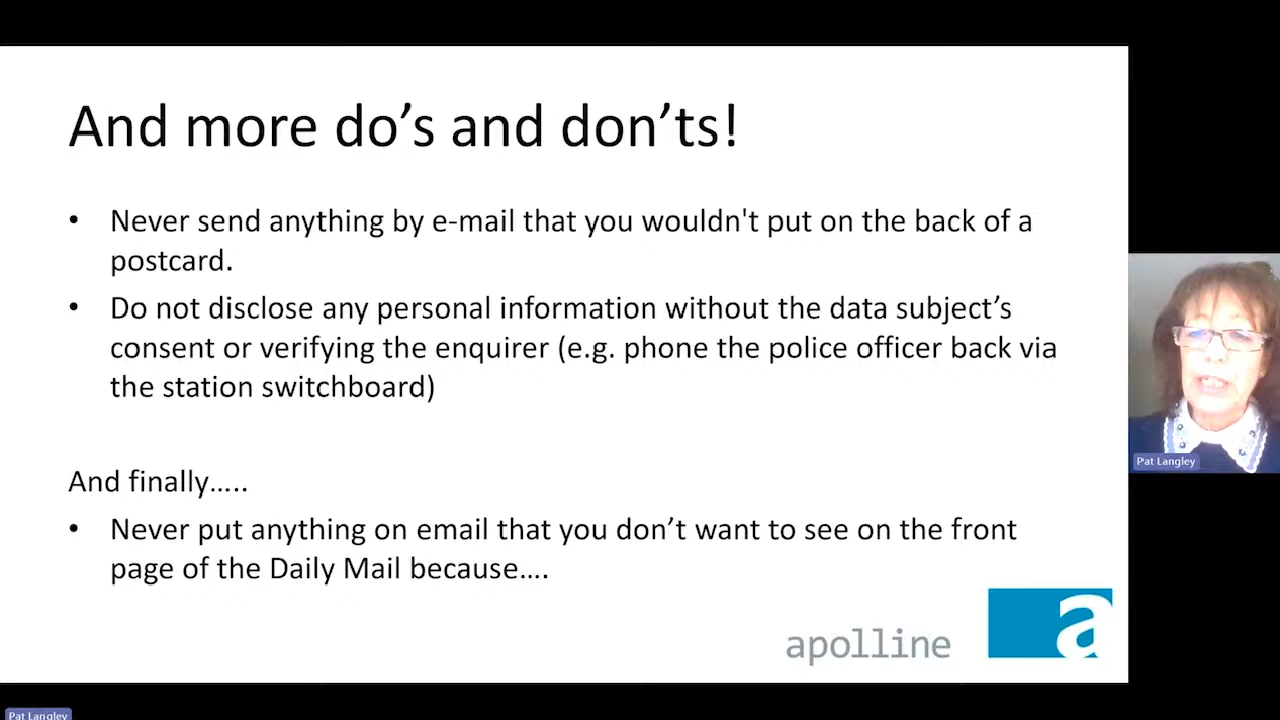 And more do’s and don’ts!
• Never send anything by e-mail that you wouldn't put on the back of a
postcard.
• Do not disclose any personal information without the data subject’s
consent or verifying the enquirer (e.g. phone the police officer back via
the station switchboard)
And finally…..
• Never put anything on email that you don’t want to see on the front
page of the Daily Mail because….
apolline
a
Pat Langley
Pat Langley